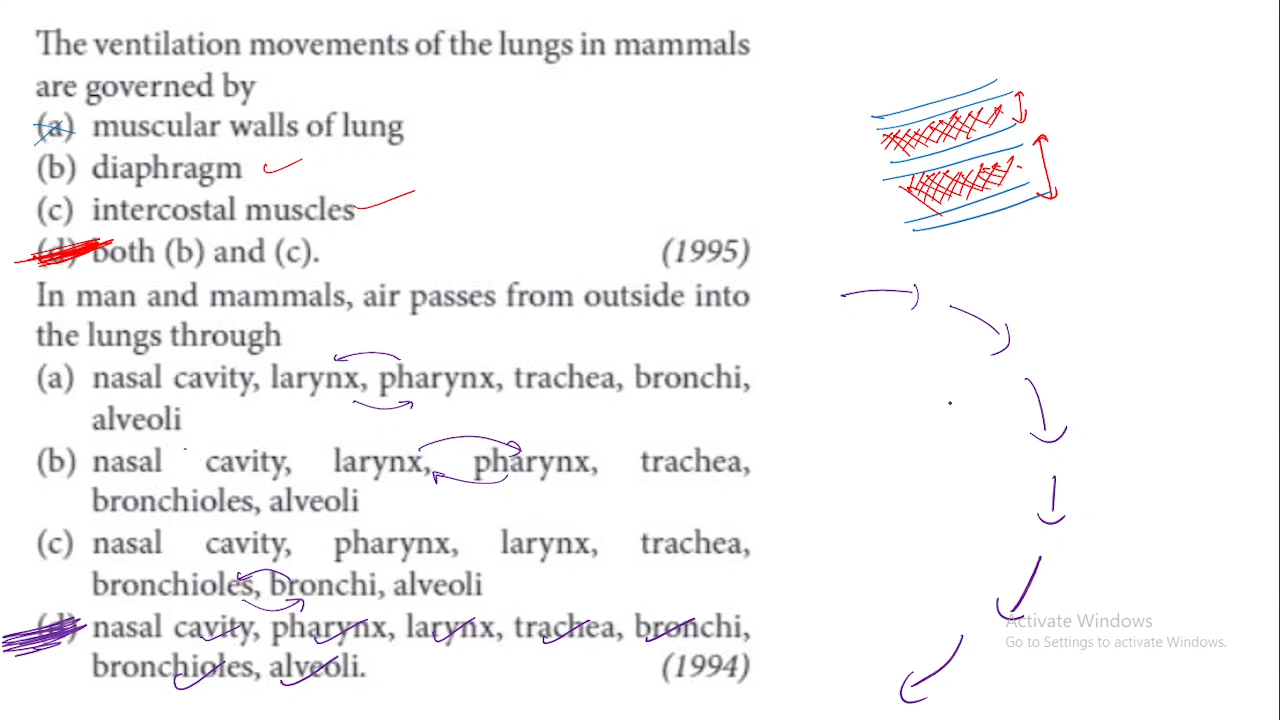 The ventilation movements of the lungs in mammals
are governed by
(a) muscular walls of lung
(b) diaphragm
(c) intercostal muscles
(d) both (b) and (c). (1995)
In man and mammals, air passes from outside into
the lungs through
(a) nasal cavity, larynx, pharynx, trachea, bronchi,
alveoli
(b) nasal cavity, larynx, pharynx, trachea,
bronchioles, alveoli
(c) nasal cavity, pharynx, larynx, trachea,
bronchioles, bronchi, alveoli
(d) nasal cavity, pharynx, larynx, trachea, bronchi,
bronchioles, alveoli. (1994)
Activate Windows
Go to Settings to activate Windows.